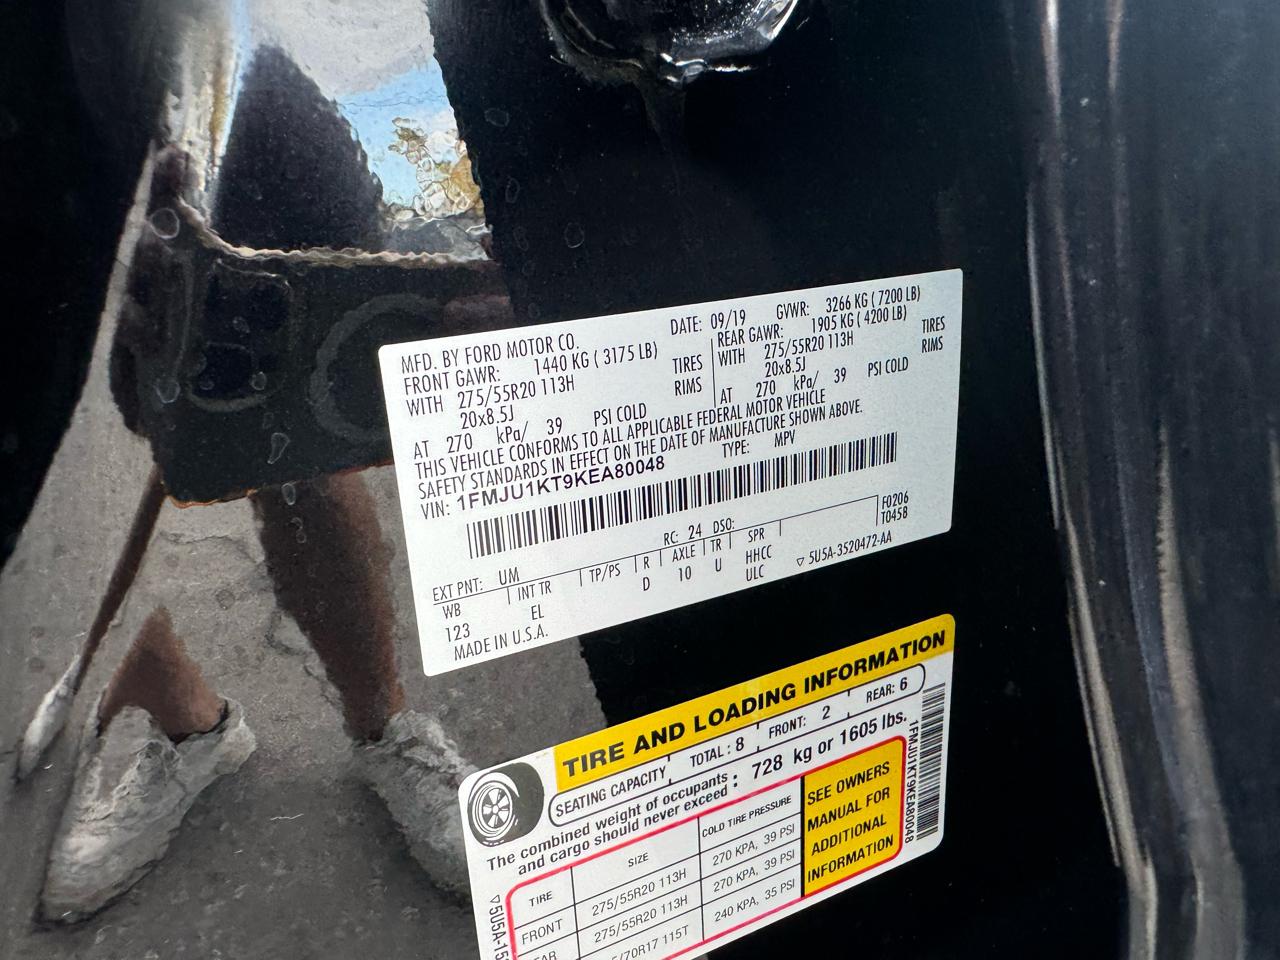 MFD. BY FORD MOTOR CO.
DATE: 09/19 GVWR: 3266 KG ( 7200 LB)
FRONT GAWR: 1440 KG ( 3175 LB) REAR GAWR: 1905 KG ( 4200 LB)
WITH 275/55R20 113H TIRES WITH 275/55R20 113H TIRES
20x8.5J RIMS 20x8.5J RIMS
AT 270 kPa/ 39 PSI COLD AT 270 kPa/ 39 PSI COLD
THIS VEHICLE CONFORMS TO ALL APPLICABLE FEDERAL MOTOR VEHICLE
SAFETY STANDARDS IN EFFECT ON THE DATE OF MANUFACTURE SHOWN ABOVE.
VIN: 1FMJU1KT9KEA80048 TYPE: MPV
F0206
T0458
EXT PNT: UM RC: 24 DSO:
WB INT TR TP/PS R AXLE TR SPR
123 EL D 10 U HHCC
ULC
MADE IN U.S.A. 5U5A-3520472-AA
TIRE AND LOADING INFORMATION
SEATING CAPACITY TOTAL : 8 FRONT: 2 REAR: 6
The combined weight of occupants : 728 kg or 1605 lbs.
and cargo should never exceed
TIRE SIZE COLD TIRE PRESSURE
FRONT 275/55R20 113H 270 KPA, 39 PSI
275/55R20 113H 270 KPA, 39 PSI
115T 240 KPA, 35 PSI
SEE OWNERS
MANUAL FOR
ADDITIONAL
INFORMATION
1FMJU1KT9KEA80048